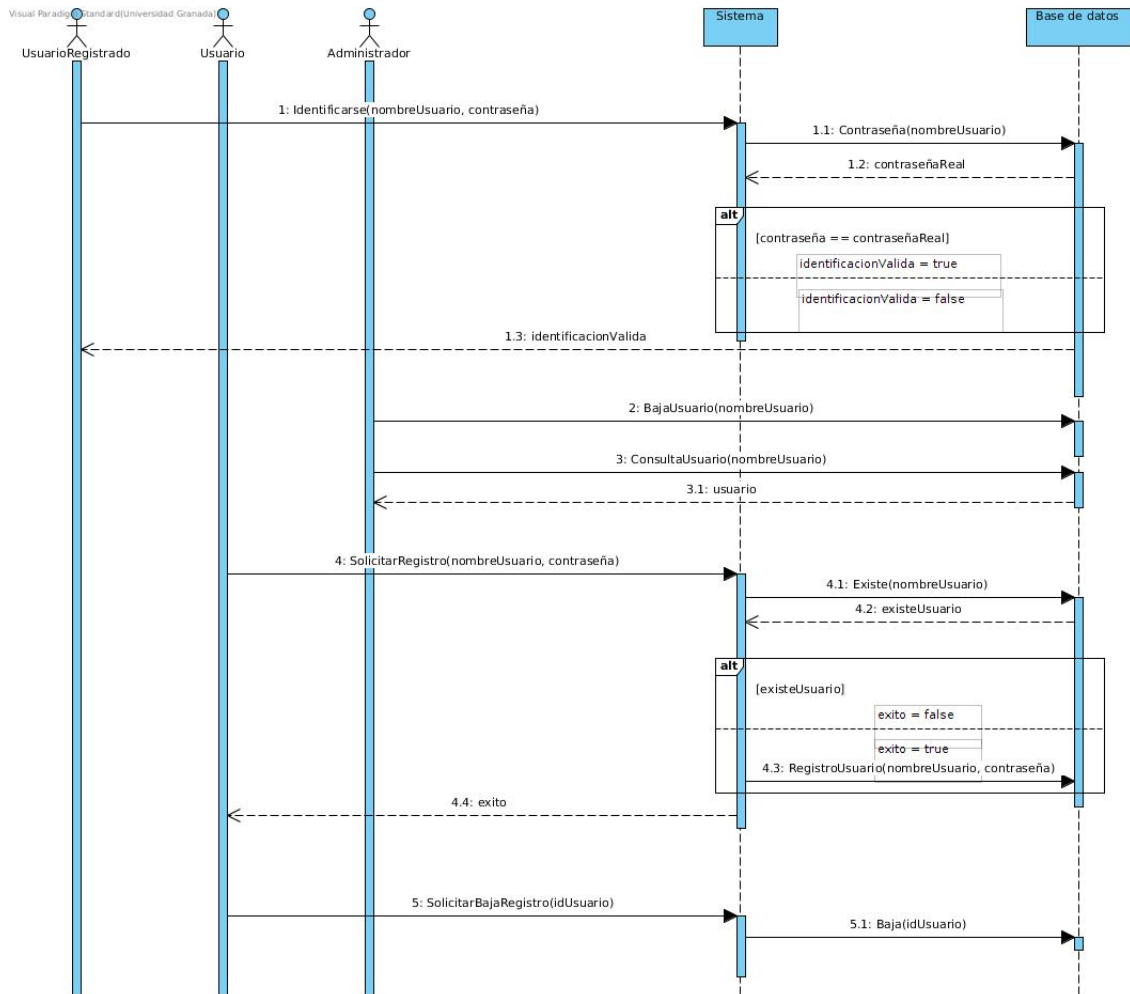 Visual Paradigm Standard(Universidad Granada)
UsuarioRegistrado
Usuario
Administrador
Sistema
Base de datos
1: Identificarse(nombreUsuario, contraseña)
1.1: Contraseña(nombreUsuario)
1.2: contraseñaReal
alt
[contraseña == contraseñaReal]
identificacionValida = true
identificacionValida = false
1.3: identificacionValida
2: BajaUsuario(nombreUsuario)
3: ConsultaUsuario(nombreUsuario)
3.1: usuario
4: SolicitarRegistro(nombreUsuario, contraseña)
4.1: Existe(nombreUsuario)
4.2: existeUsuario
alt
[existeUsuario]
exito = false
exito = true
4.3: RegistroUsuario(nombreUsuario, contraseña)
4.4: exito
5: SolicitarBajaRegistro(idUsuario)
5.1: Baja(idUsuario)